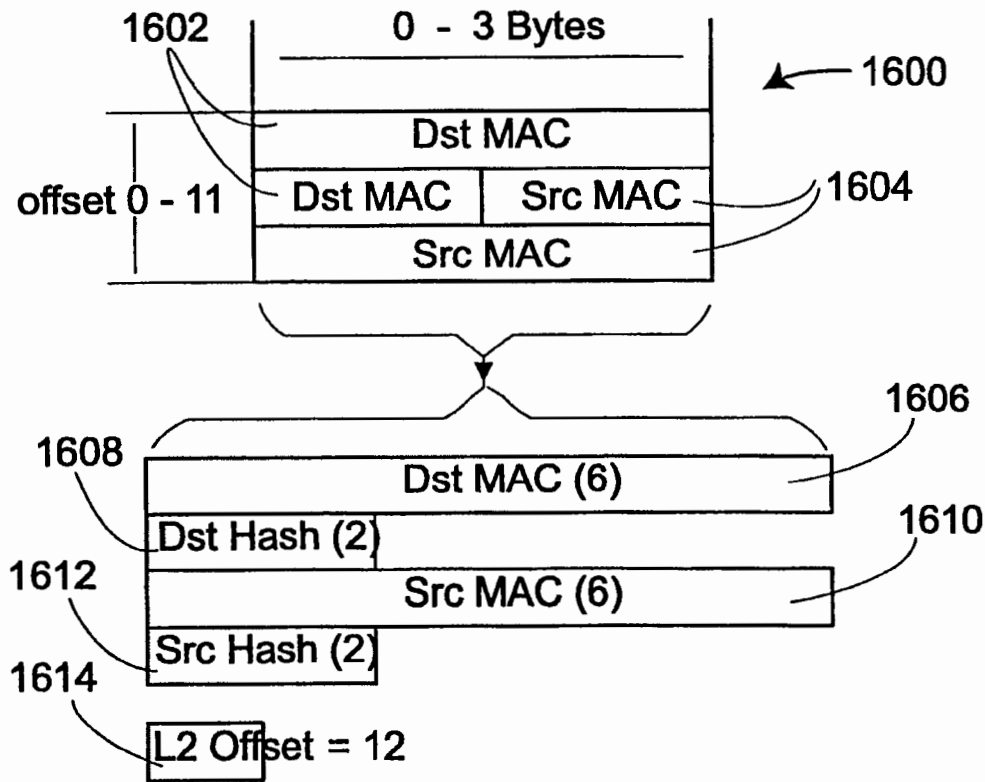 1602
0 - 3 Bytes
1600
Dst MAC
offset 0 - 11
Dst MAC
Src MAC
1604
Src MAC
1606
1608
Dst MAC (6)
1610
Dst Hash (2)
1612
Src MAC (6)
Src Hash (2)
1614
L2 Offset = 12